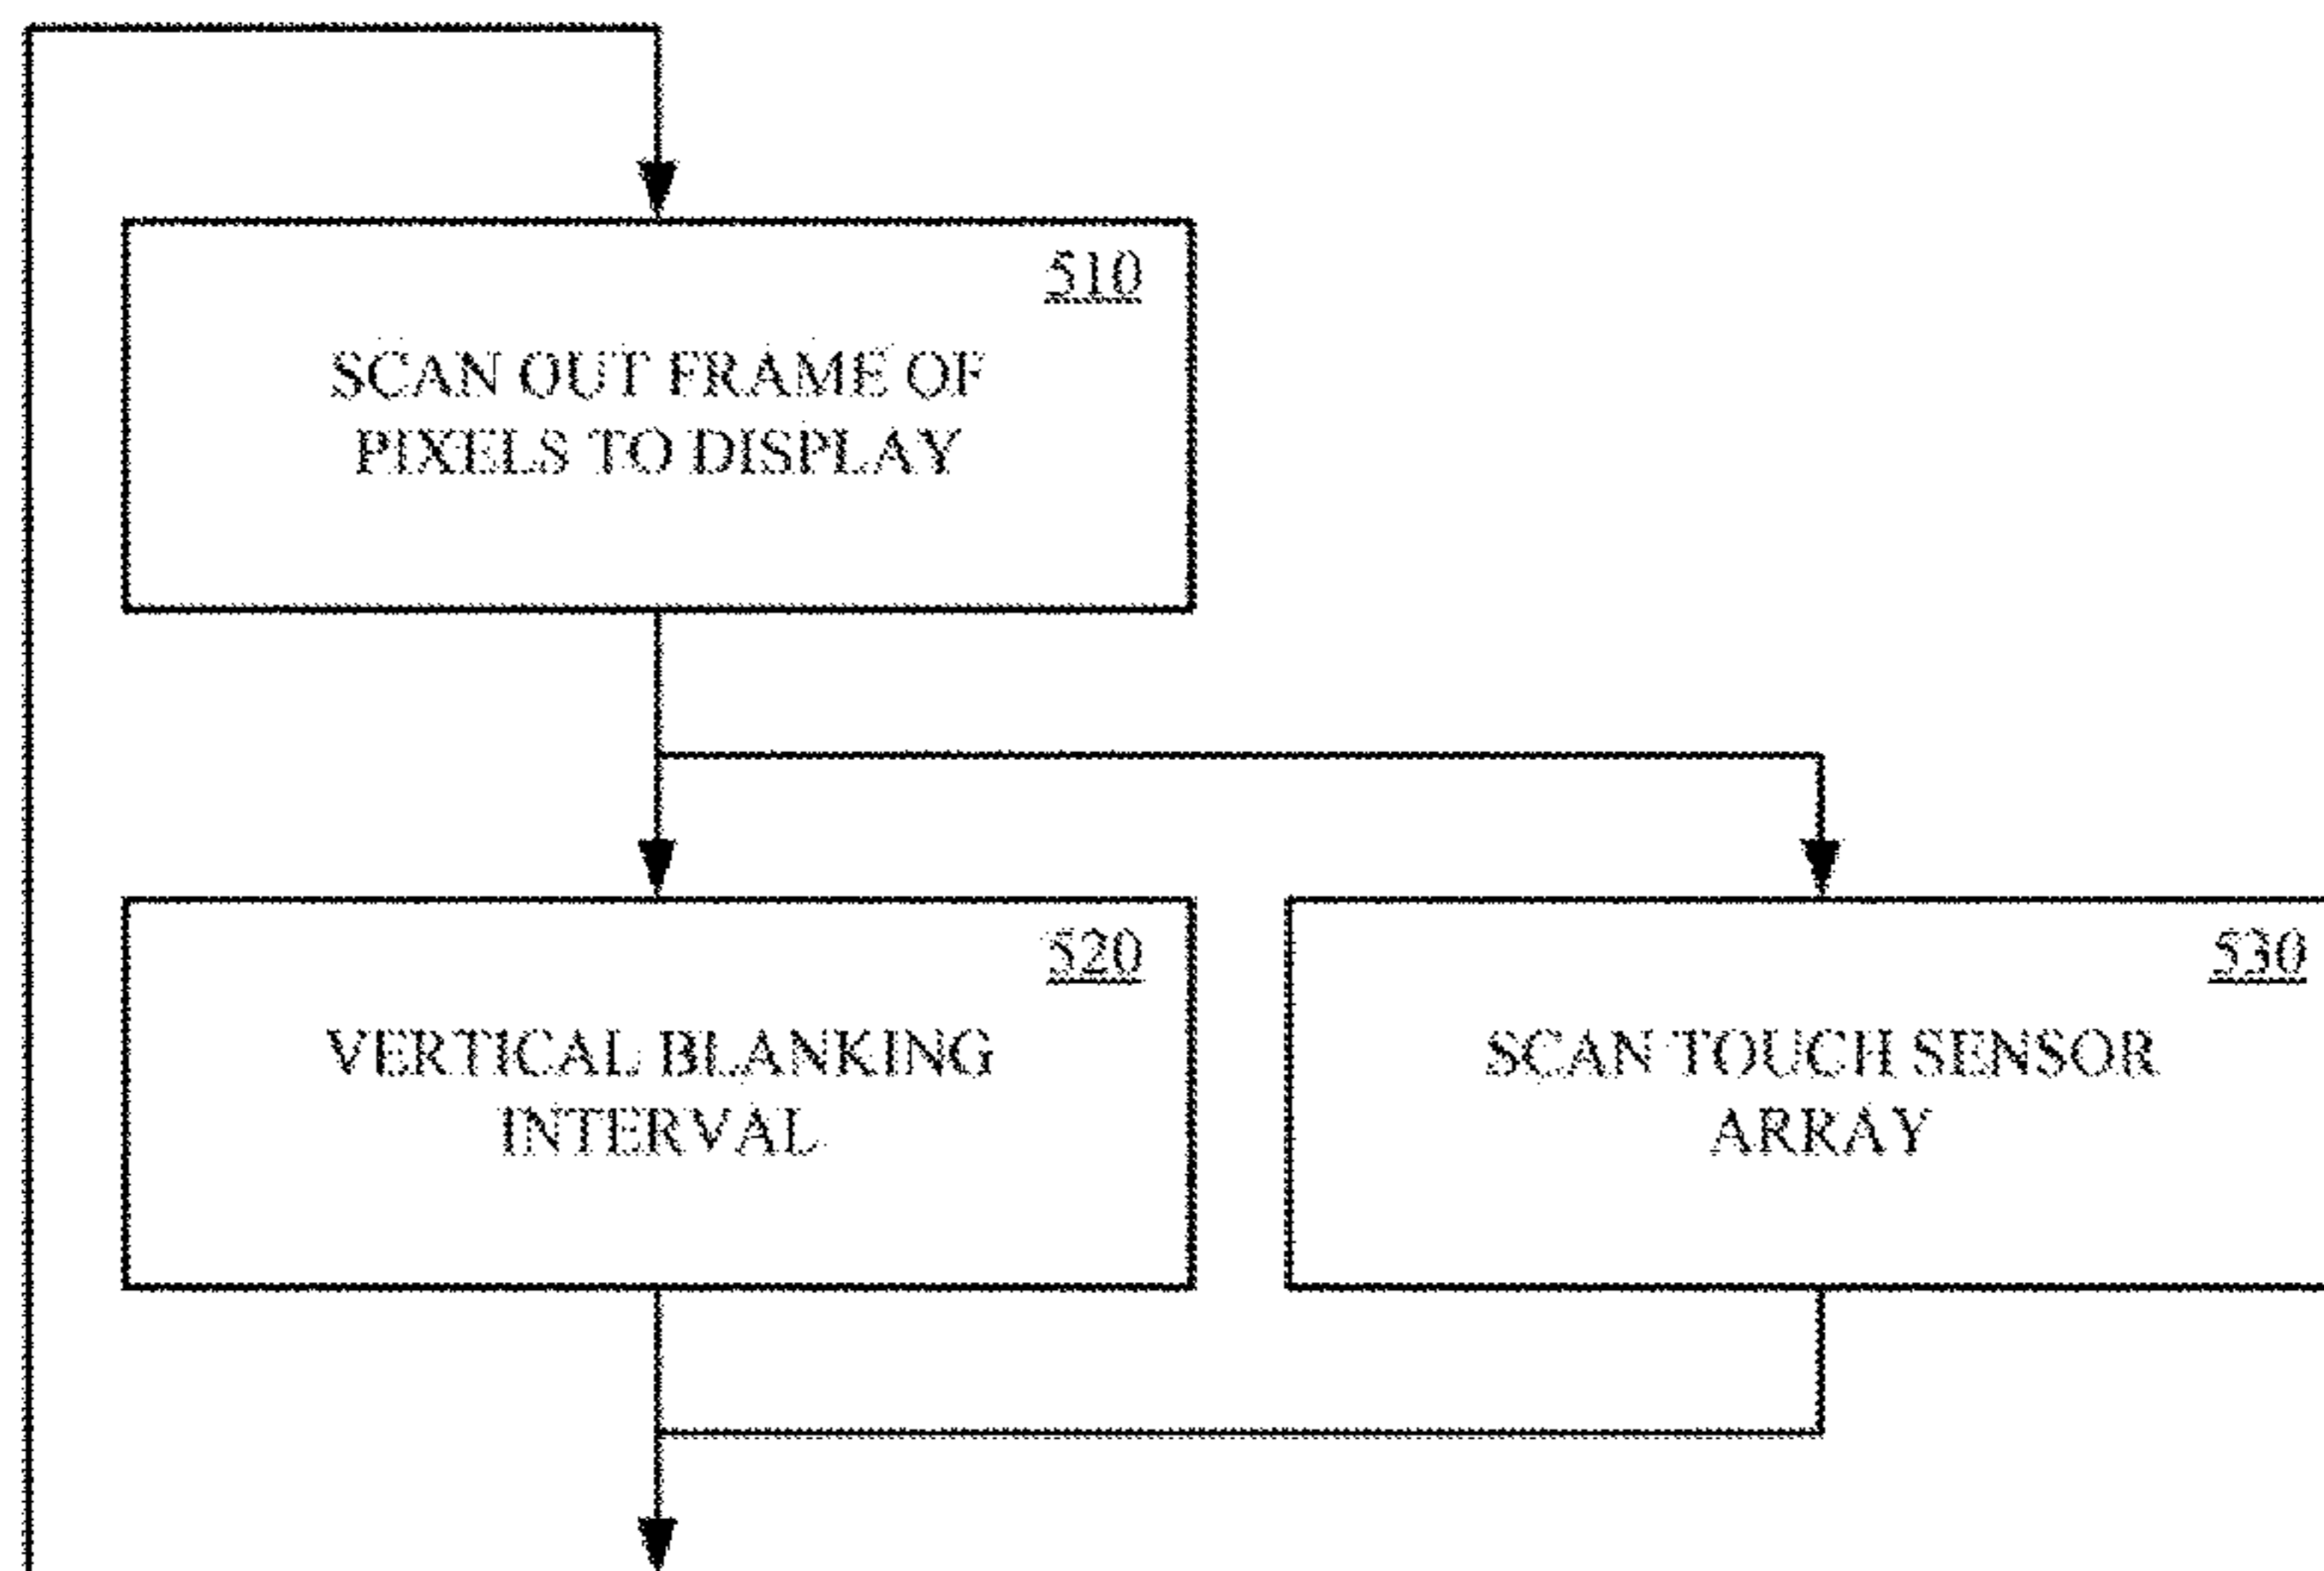 510
SCAN OUT FRAME OF
PIXELS TO DISPLAY
520
VERTICAL BLANKING
INTERVAL
530
SCAN TOUCH SENSOR
ARRAY